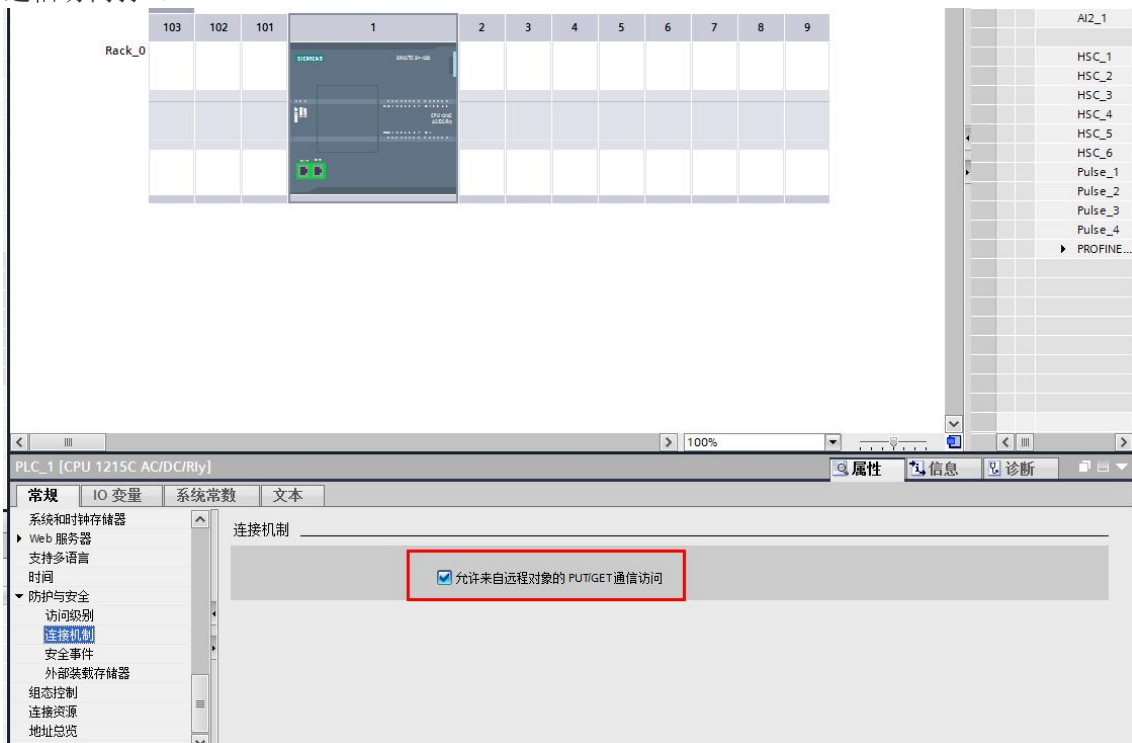 103 102 101 1 2 3 4 5 6 7 8 9
Rack_0
SIEMENS
AI2_1
HSC_1
HSC_2
HSC_3
HSC_4
HSC_5
HSC_6
Pulse_1
Pulse_2
Pulse_3
Pulse_4
PROFINE...
100%
PLC_1 [CPU 1215C AC/DC/Rly]
属性 信息 诊断
常规 IO 变量 系统常数 文本
系统和时钟存储器
Web 服务器
支持多语言
时间
防护与安全
访问级别
连接机制
安全事件
外部装载存储器
组态控制
连接资源
地址总览
连接机制
允许来自远程对象的 PUT/GET 通信访问